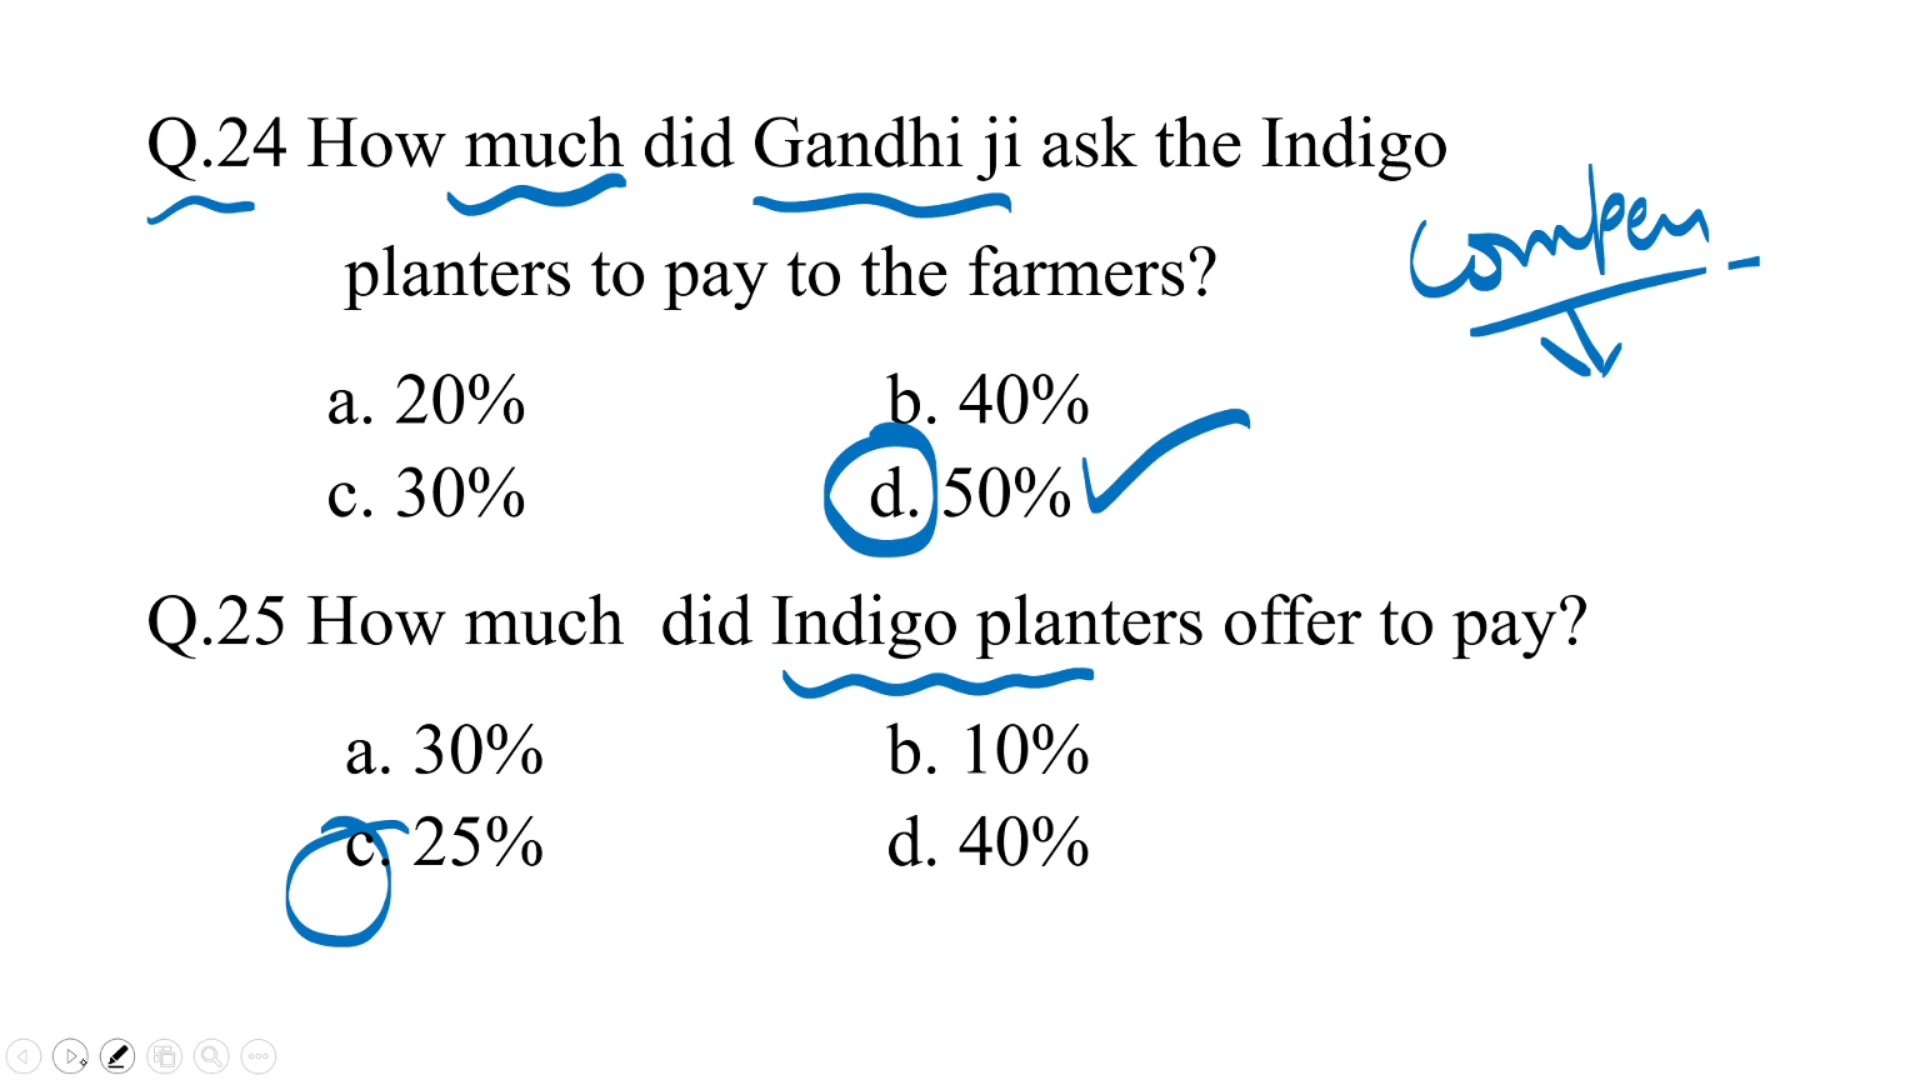 Q.24 How much did Gandhi ji ask the Indigo
planters to pay to the farmers?
Compen -
a. 20% b. 40%
c. 30% d. 50%
Q.25 How much did Indigo planters offer to pay?
a. 30% b. 10%
c. 25% d. 40%